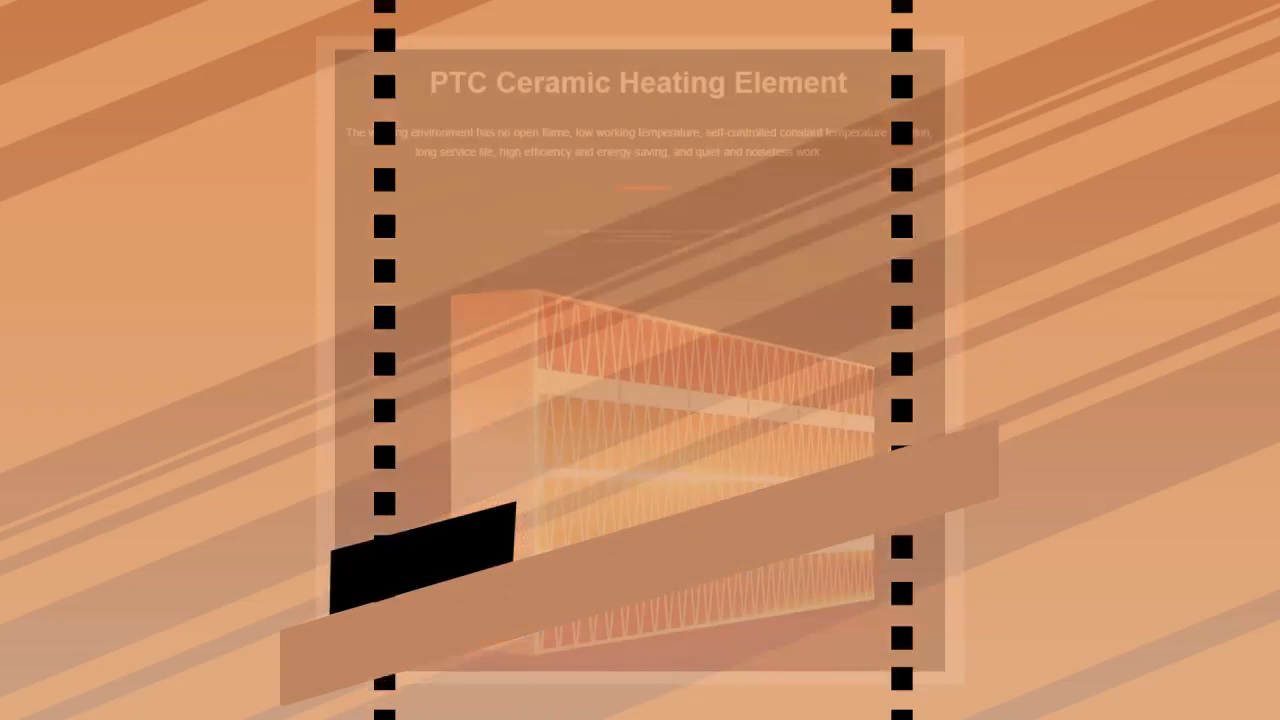 PTC Ceramic Heating Element
The working environment has no open flame, low working temperature, self-controlled constant temperature
long service life, high efficiency and energy saving, and quiet and noiseless work